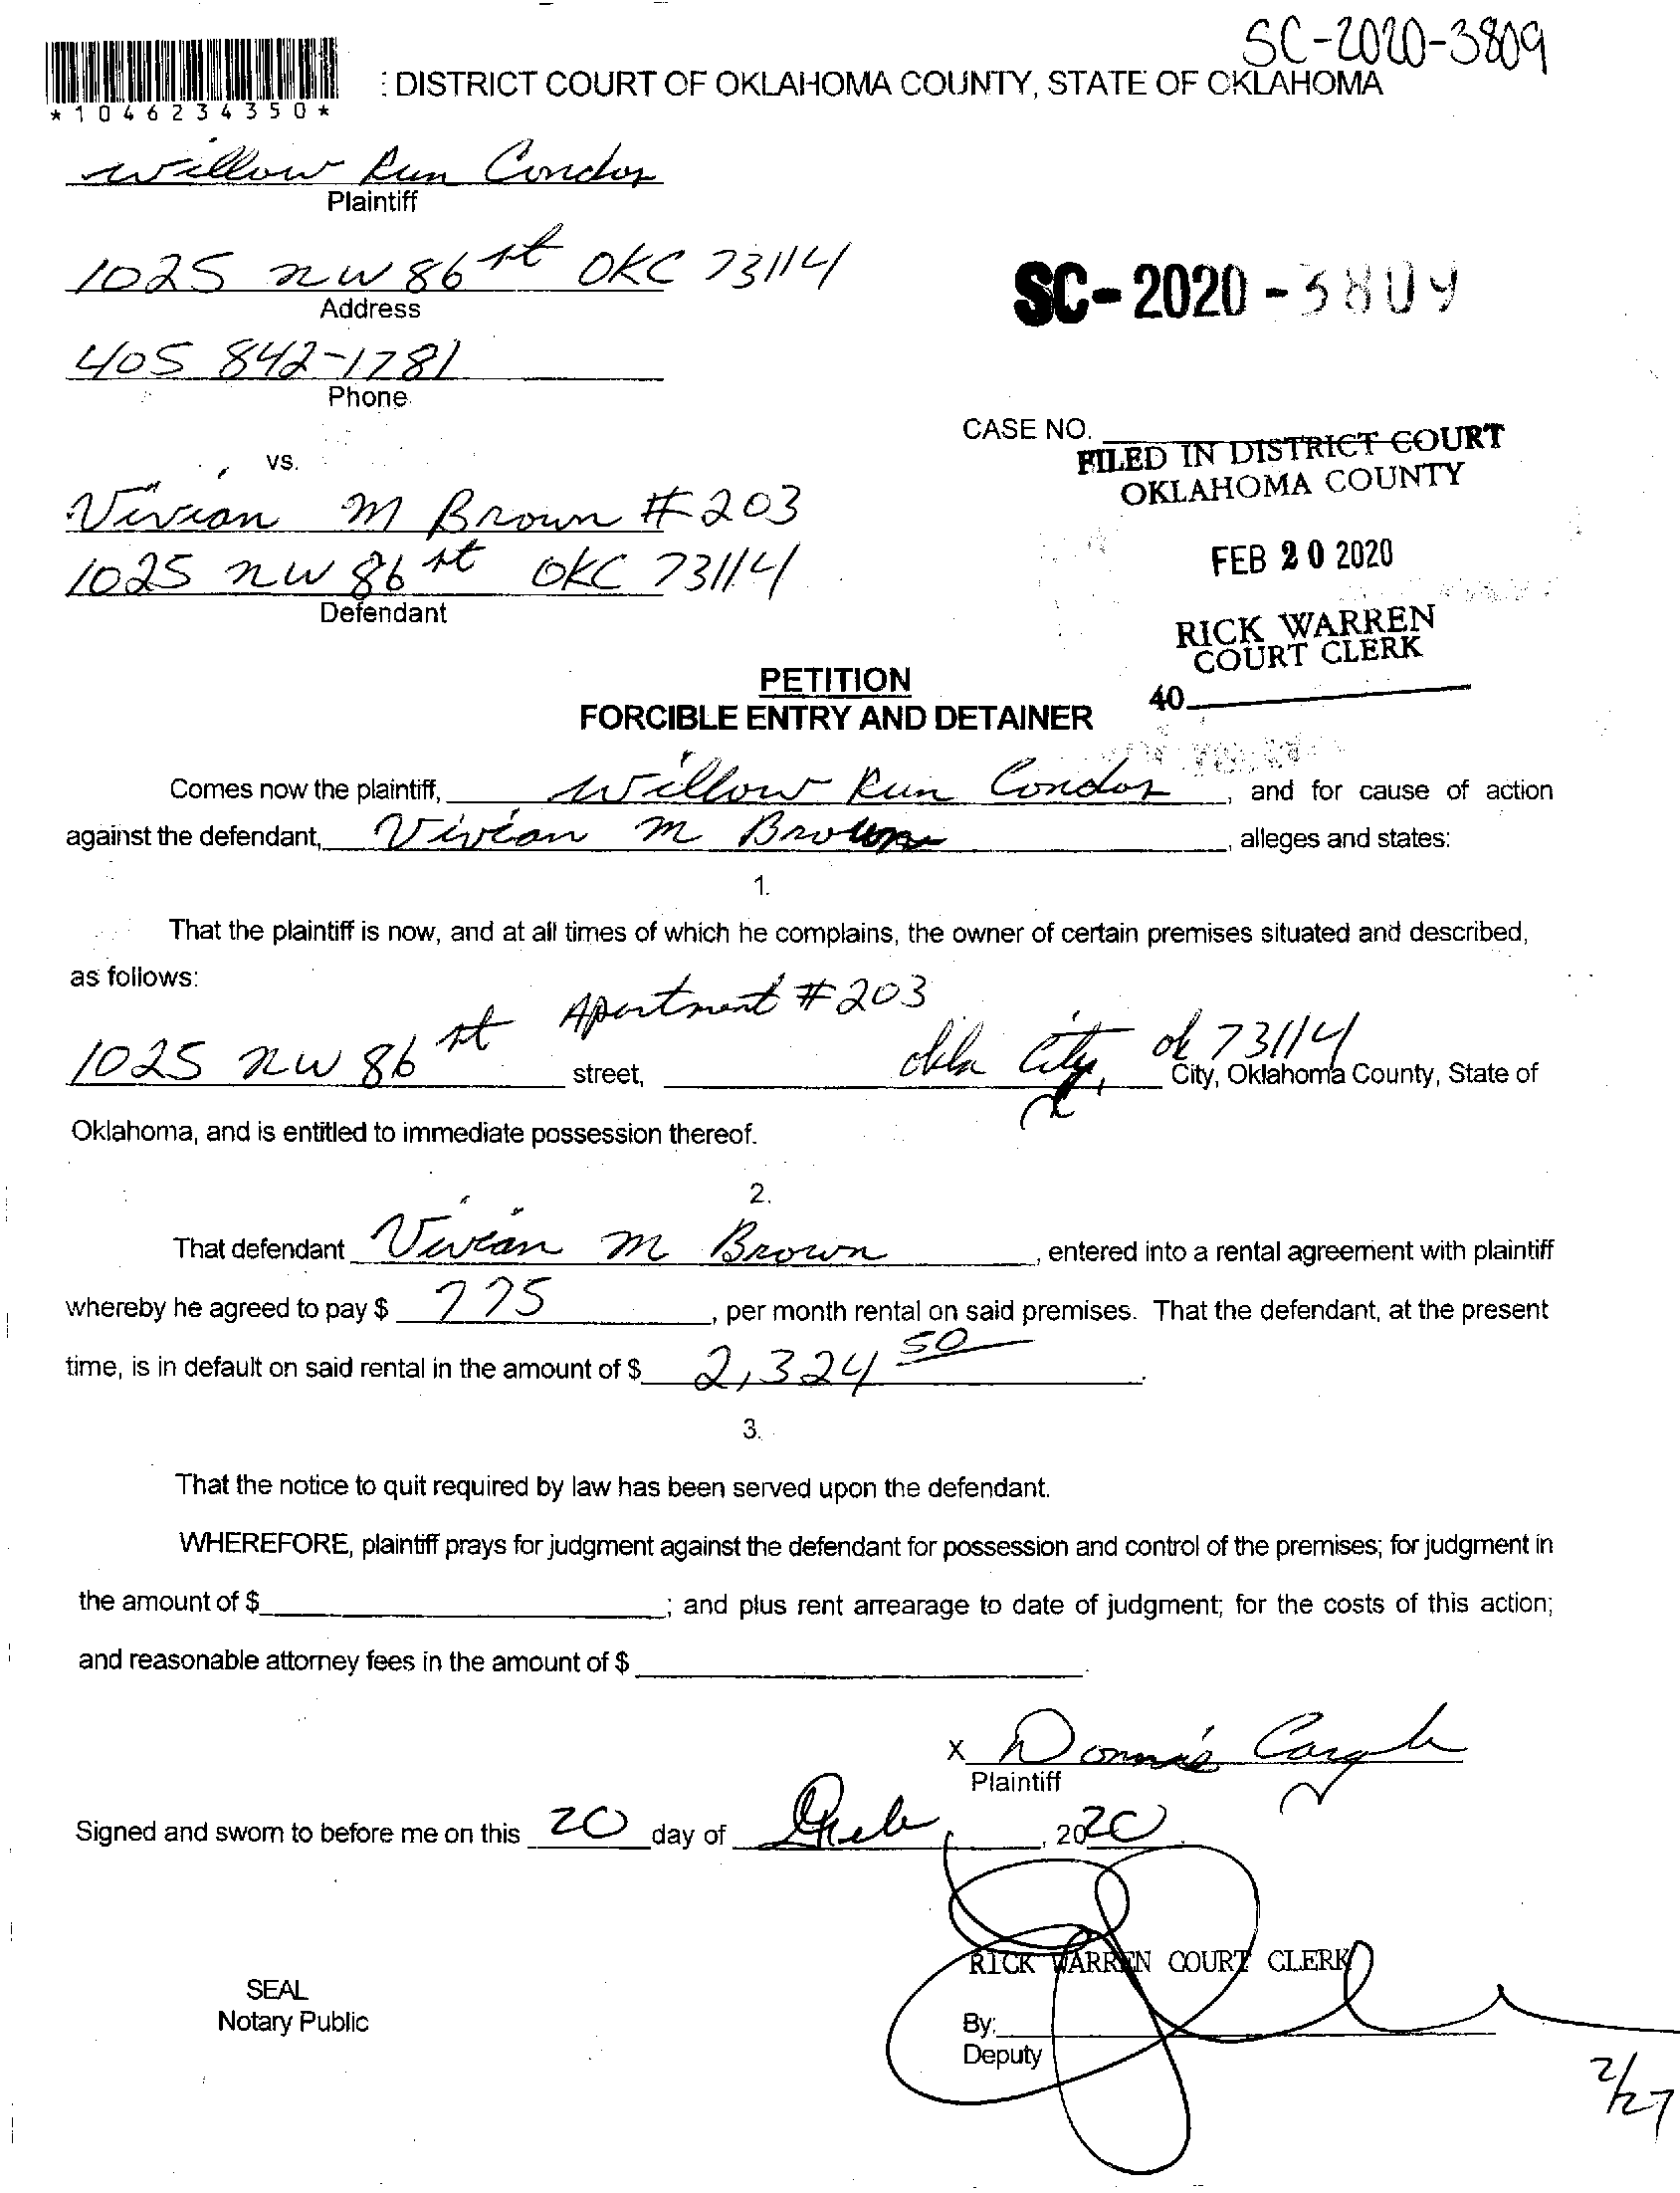 SC-2020-3809
: DISTRICT COURT OF OKLAHOMA COUNTY, STATE OF OKLAHOMA
*1046234350*
Willow Run Condos
Plaintiff
1025 NW 86 st OKC 73114
Address
405 842-1781
Phone
SC-2020-3809
CASE NO.
FILED IN DISTRICT COURT
OKLAHOMA COUNTY
vs.
Vivian M Brown #203
1025 NW 86 st OKC 73114
Defendant
FEB 20 2020
RICK WARREN
COURT CLERK
40
PETITION
FORCIBLE ENTRY AND DETAINER
Comes now the plaintiff, Willow Run Condos, and for cause of action
against the defendant, Vivian M Brown, alleges and states:
1.
That the plaintiff is now, and at all times of which he complains, the owner of certain premises situated and described,
as follows:
Apartment #203
1025 NW 86 st street, Okla City, Ok 73114 City, Oklahoma County, State of
Oklahoma, and is entitled to immediate possession thereof.
2.
That defendant Vivian M Brown, entered into a rental agreement with plaintiff
whereby he agreed to pay $ 775, per month rental on said premises. That the defendant, at the present
time, is in default on said rental in the amount of $ 2,324 50.
3.
That the notice to quit required by law has been served upon the defendant.
WHEREFORE, plaintiff prays for judgment against the defendant for possession and control of the premises; for judgment in
the amount of $; and plus rent arrearage to date of judgment; for the costs of this action;
and reasonable attorney fees in the amount of $.
X Donnie
Plaintiff
Signed and sworn to before me on this 20 day of Feb, 2020.
RICK WARREN COURT CLERK
SEAL
Notary Public
By:
Deputy
2/27